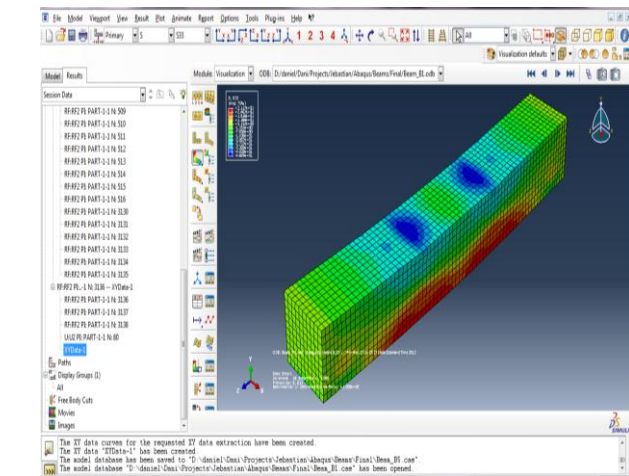 File Model Viewport View Result Plot Animate Report Options Tools Plug-ins Help
Primary S S33
1 2 3 4
All
Visualization defaults
Model Results
Module: Visualization ODB: D:/daniel/Dani/Projects/Jebastian/Abaqus/Beams/Final/Beam_B1.odb
Session Data
RF:RF2 PI: PART-1-1 N: 509
RF:RF2 PI: PART-1-1 N: 510
RF:RF2 PI: PART-1-1 N: 511
RF:RF2 PI: PART-1-1 N: 512
RF:RF2 PI: PART-1-1 N: 513
RF:RF2 PI: PART-1-1 N: 514
RF:RF2 PI: PART-1-1 N: 515
RF:RF2 PI: PART-1-1 N: 516
RF:RF2 PI: PART-1-1 N: 3130
RF:RF2 PI: PART-1-1 N: 3131
RF:RF2 PI: PART-1-1 N: 3132
RF:RF2 PI: PART-1-1 N: 3133
RF:RF2 PI: PART-1-1 N: 3134
RF:RF2 PI: PART-1-1 N: 3135
RF:RF2 PI...-1 N: 3136 -- XYData-1
RF:RF2 PI: PART-1-1 N: 3136
RF:RF2 PI: PART-1-1 N: 3137
RF:RF2 PI: PART-1-1 N: 3138
U:U2 PI: PART-1-1 N: 80
XYData-1
Paths
Display Groups (1)
All
Free Body Cuts
Movies
Images
S, S33
Y
Z X
The XY data curves for the requested XY data extraction have been created.
The XY data "XYData-1" has been created.
The model database has been saved to "D:\daniel\Dani\Projects\Jebastian\Abaqus\Beams\Final\Beam_B5 cae".
The model database "D:\daniel\Dani\Projects\Jebastian\Abaqus\Beams\Final\Beam_B1 cae" has been opened.